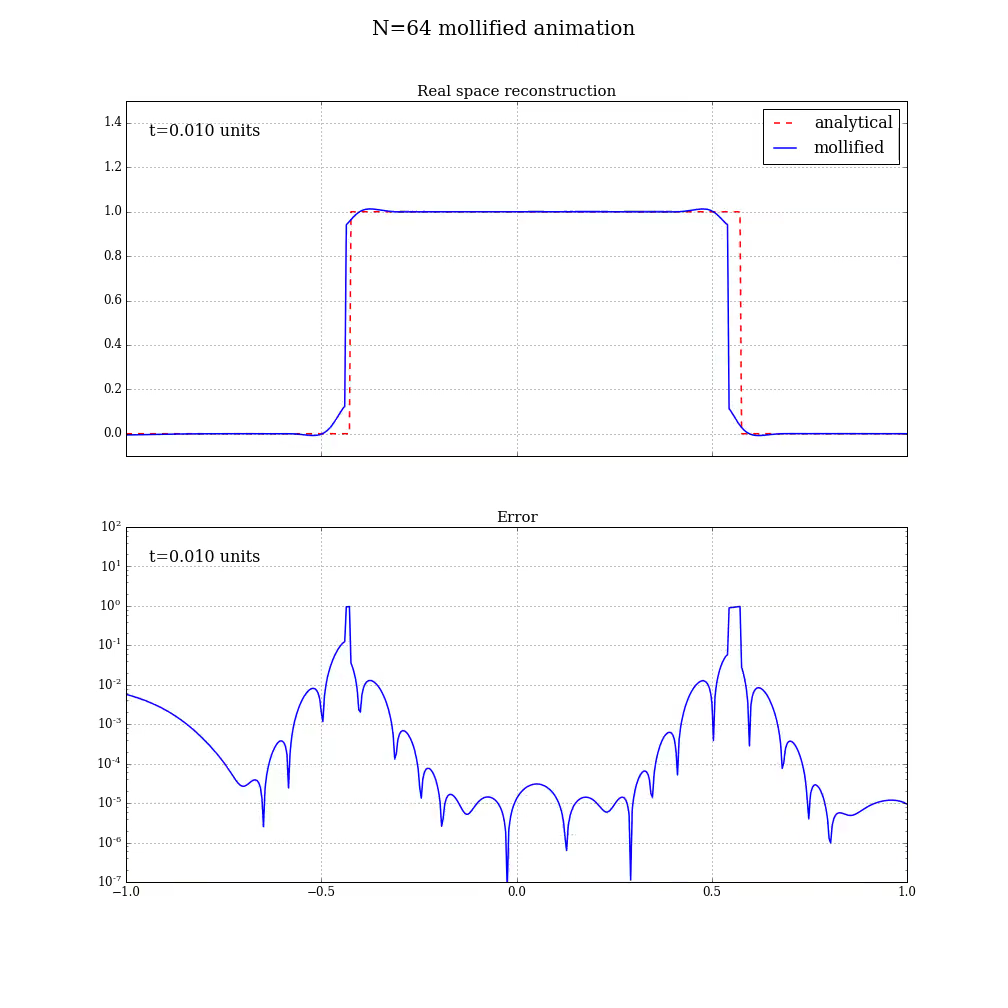 N=64 mollified animation
Real space reconstruction
t=0.010 units
analytical
mollified
1.4
1.2
1.0
0.8
0.6
0.4
0.2
0.0
Error
t=0.010 units
10²
10¹
10⁰
10⁻¹
10⁻²
10⁻³
10⁻⁴
10⁻⁵
10⁻⁶
10⁻⁷
−1.0 −0.5 0.0 0.5 1.0